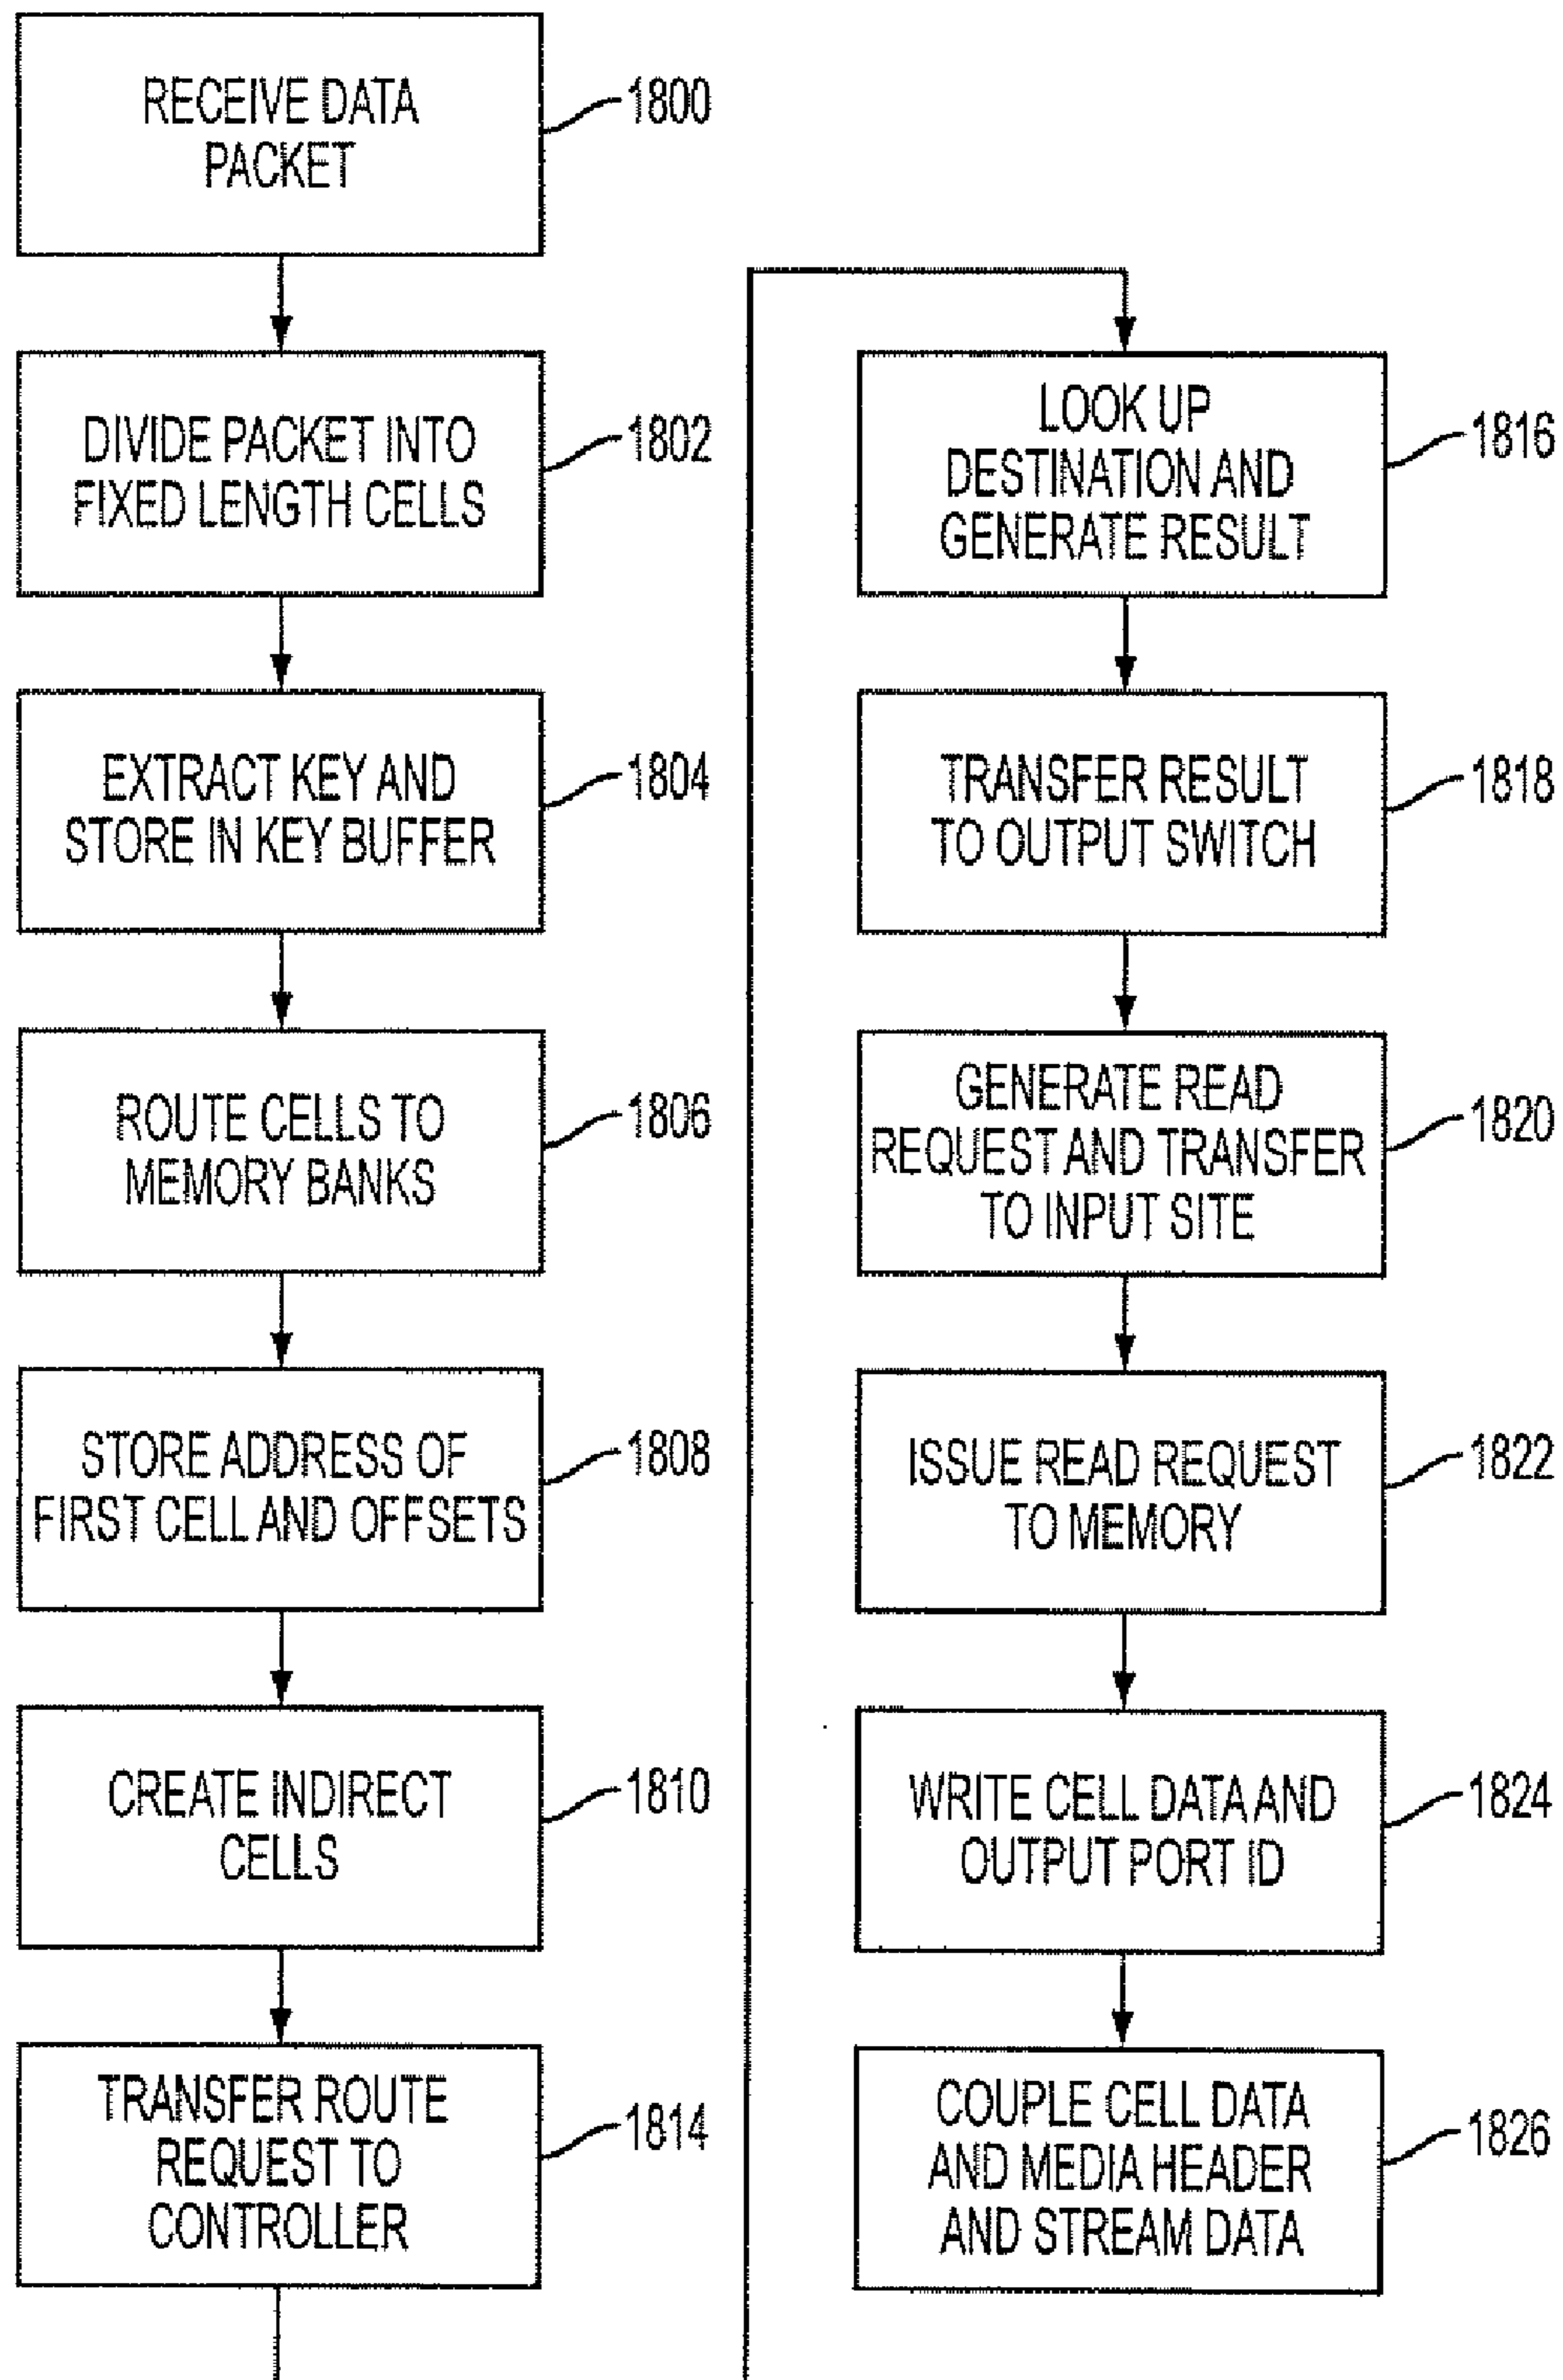 RECEIVE DATA
PACKET
1800
DIVIDE PACKET INTO
FIXED LENGTH CELLS
1802
EXTRACT KEY AND
STORE IN KEY BUFFER
1804
ROUTE CELLS TO
MEMORY BANKS
1806
STORE ADDRESS OF
FIRST CELL AND OFFSETS
1808
CREATE INDIRECT
CELLS
1810
TRANSFER ROUTE
REQUEST TO
CONTROLLER
1814
LOOK UP
DESTINATION AND
GENERATE RESULT
1816
TRANSFER RESULT
TO OUTPUT SWITCH
1818
GENERATE READ
REQUEST AND TRANSFER
TO INPUT SITE
1820
ISSUE READ REQUEST
TO MEMORY
1822
WRITE CELL DATA AND
OUTPUT PORT ID
1824
COUPLE CELL DATA
AND MEDIA HEADER
AND STREAM DATA
1826